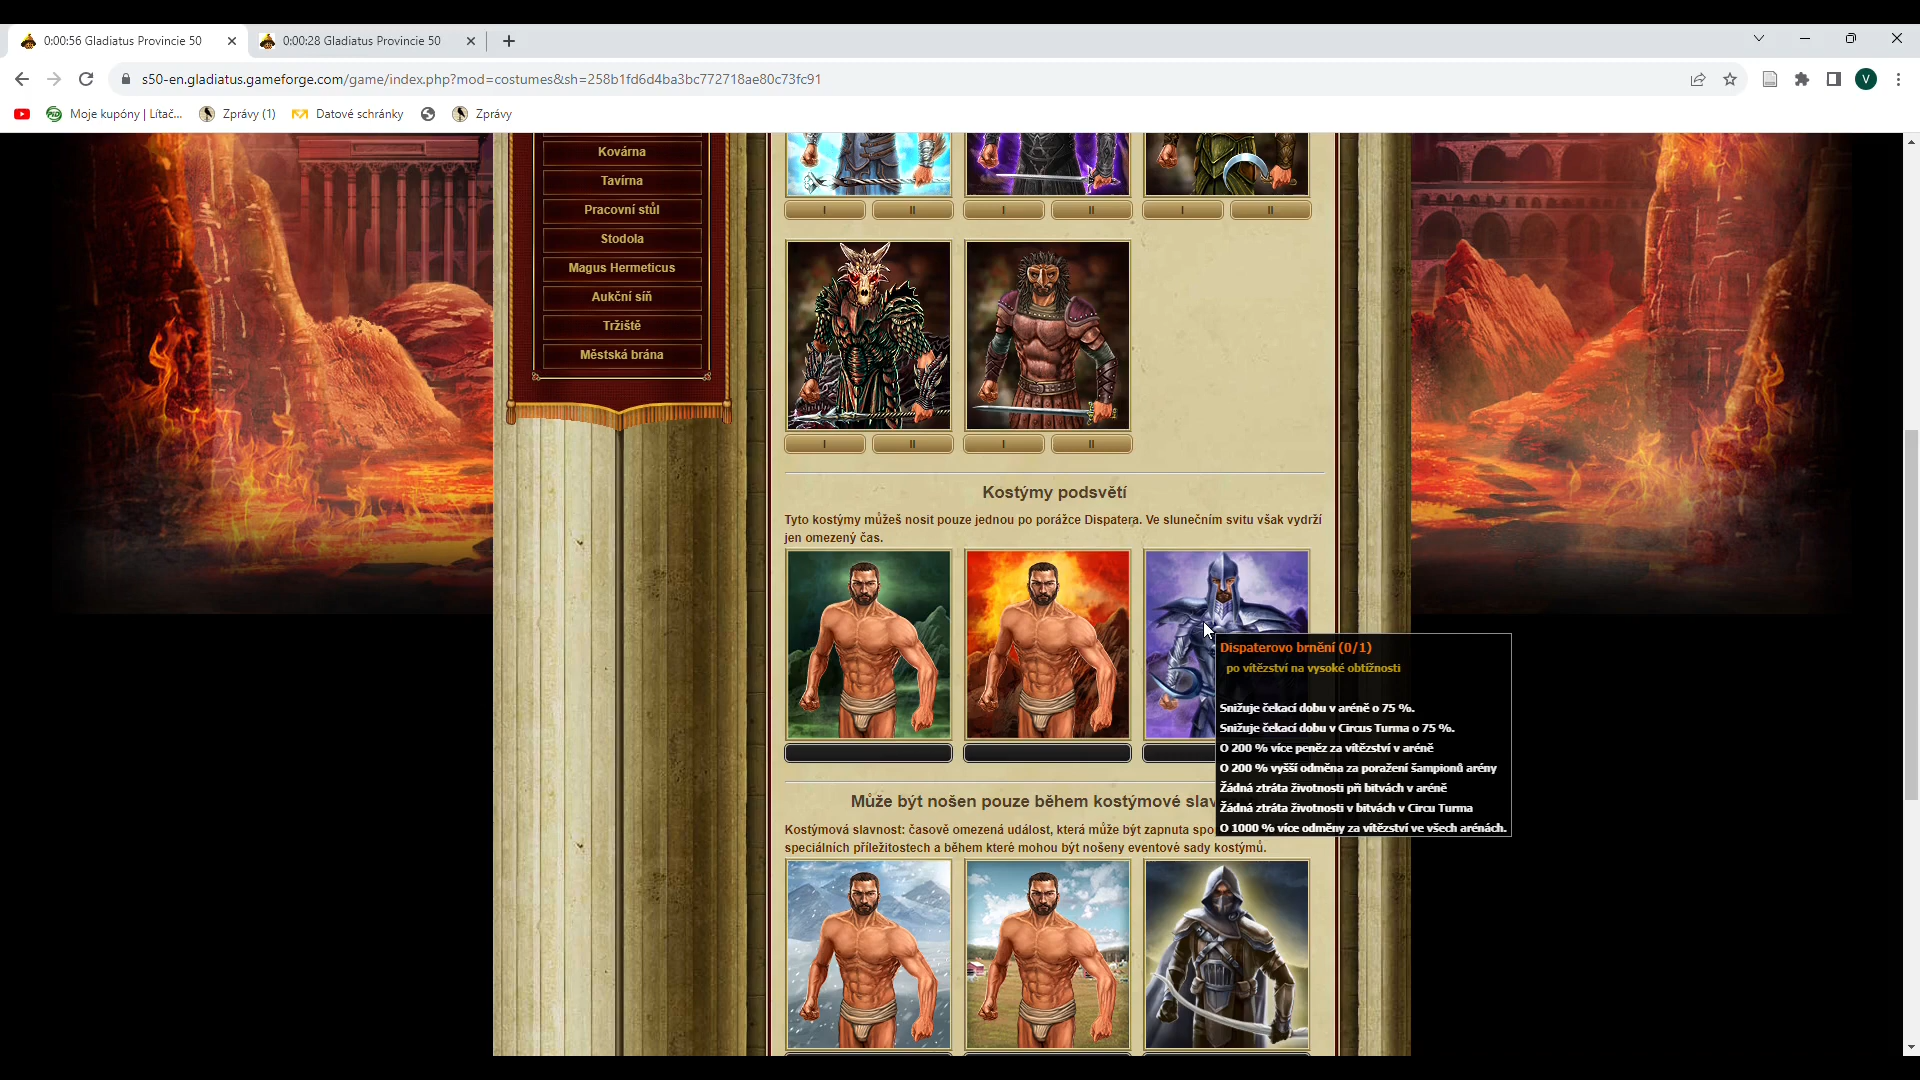 0:00:56 Gladiatus Provincie 50
0:00:28 Gladiatus Provincie 50
s50-en.gladiatus.gameforge.com/game/index.php?mod=costumes&sh=258b1fd6d4ba3bc772718ae80c73fc91
V
Moje kupóny | Lítač...
Zprávy (1)
Datové schránky
Zprávy
Kovárna
Tavírna
Pracovní stůl
Stodola
Magus Hermeticus
Aukční síň
Tržiště
Městská brána
I II I II I II
I II I II
Kostýmy podsvětí
Tyto kostýmy můžeš nosit pouze jednou po porážce Dispatera. Ve slunečním svitu však vydrží
jen omezený čas.
Dispaterovo brnění (0/1)
po vítězství na vysoké obtížnosti
Snižuje čekací dobu v aréně o 75 %.
Snižuje čekací dobu v Circus Turma o 75 %.
O 200 % více peněz za vítězství v aréně
O 200 % vyšší odměna za poražení šampionů arény
Žádná ztráta životnosti při bitvách v aréně
Žádná ztráta životnosti v bitvách v Circu Turma
O 1000 % více odměny za vítězství ve všech arénách.
Může být nošen pouze během kostýmové slav
Kostýmová slavnost: časově omezená událost, která může být zapnuta spo
speciálních příležitostech a během které mohou být nošeny eventové sady kostýmů.